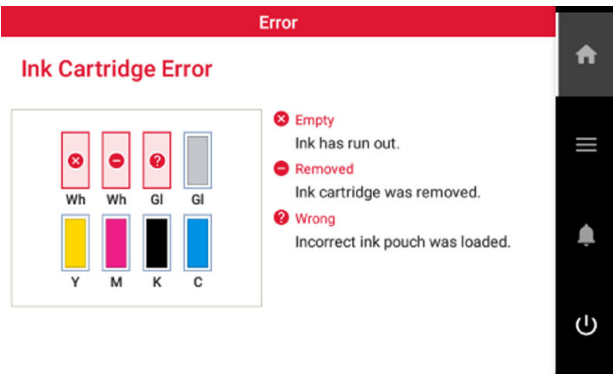 Error
Ink Cartridge Error
Wh Wh Gl Gl
Y M K C
Empty
Ink has run out.
Removed
Ink cartridge was removed.
? Wrong
Incorrect ink pouch was loaded.